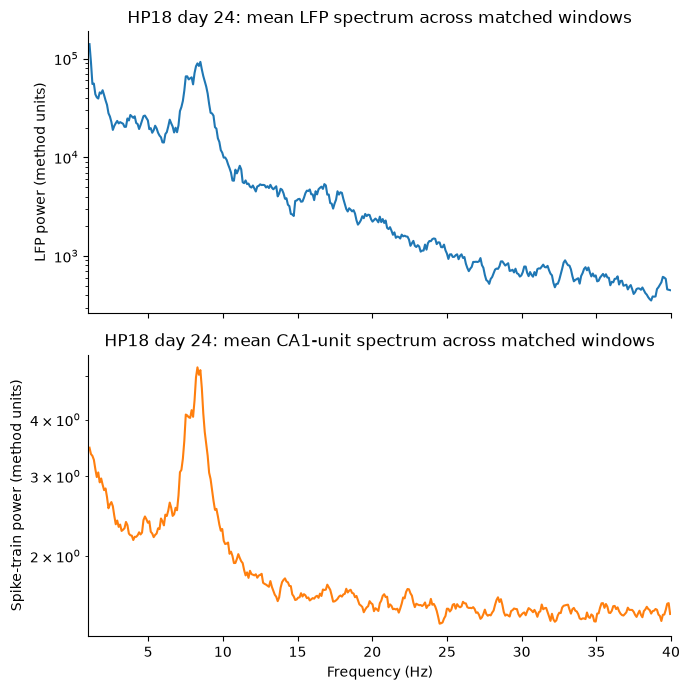 HP18 day 24: mean LFP spectrum across matched windows
10^5
10^4
10^3
LFP power (method units)
HP18 day 24: mean CA1-unit spectrum across matched windows
4 × 10^0
3 × 10^0
2 × 10^0
Spike-train power (method units)
5 10 15 20 25 30 35 40
Frequency (Hz)